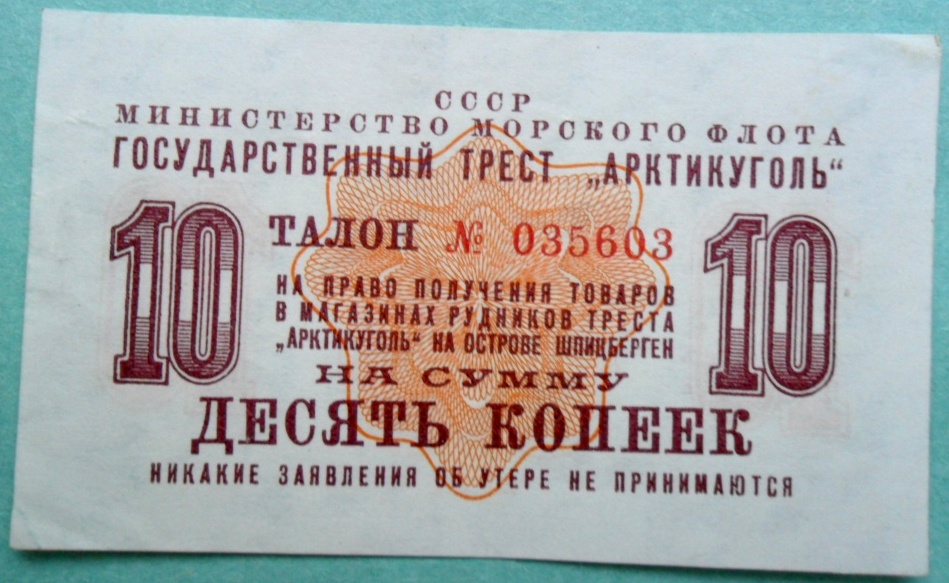 СССР
МИНИСТЕРСТВО МОРСКОГО ФЛОТА
ГОСУДАРСТВЕННЫЙ ТРЕСТ „АРКТИКУГОЛЬ“
10 ТАЛОН № 035603 10
НА ПРАВО ПОЛУЧЕНИЯ ТОВАРОВ
В МАГАЗИНАХ РУДНИКОВ ТРЕСТА
„АРКТИКУГОЛЬ“ НА ОСТРОВЕ ШПИЦБЕРГЕН
НА СУММУ
ДЕСЯТЬ КОПЕЕК
НИКАКИЕ ЗАЯВЛЕНИЯ ОБ УТЕРЕ НЕ ПРИНИМАЮТСЯ